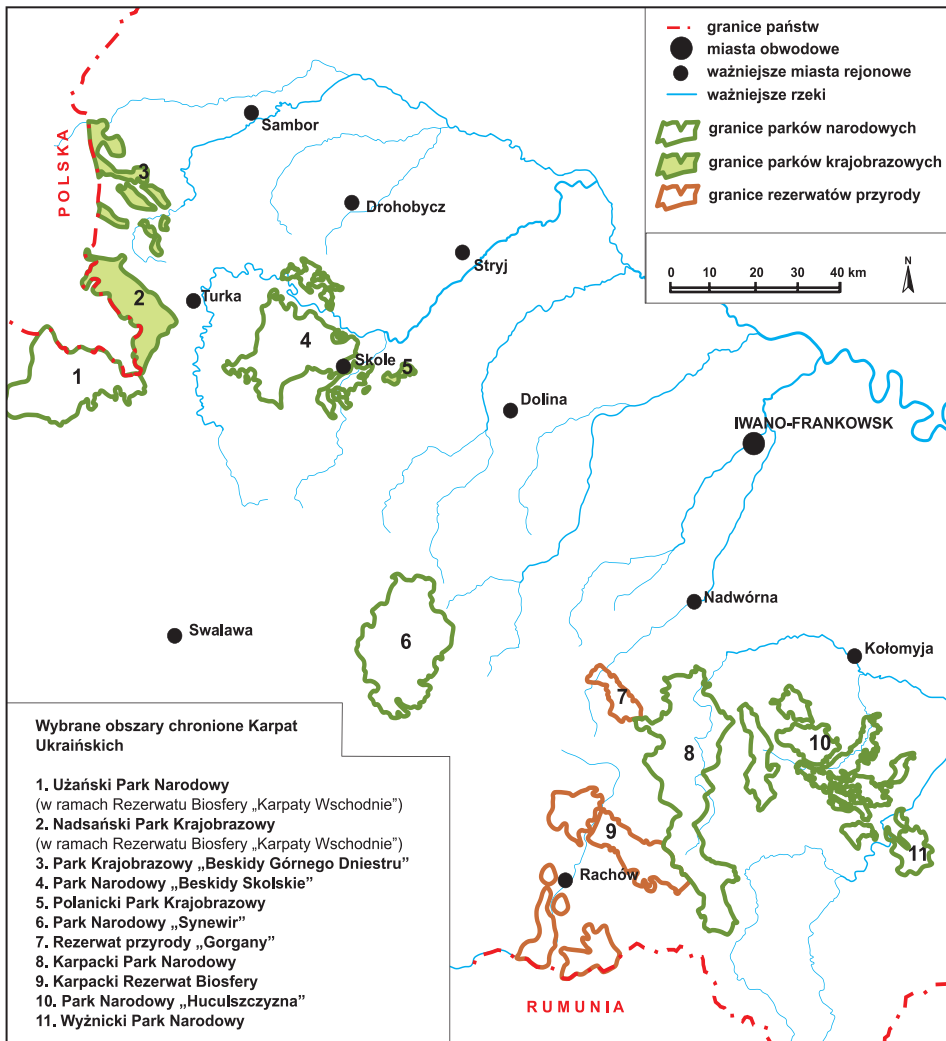 granice państw
miasta obwodowe
ważniejsze miasta rejonowe
ważniejsze rzeki
granice parków narodowych
granice parków krajobrazowych
granice rezerwatów przyrody
0 10 20 30 40 km
N
POLSKA
Sambor
3
Drohobycz
Stryj
2
Turka
4
1
Skole
5
Dolina
IWANO-FRANKOWSK
Nadwórna
Swalawa
6
Kołomyja
7
8
10
9
11
Rachów
RUMUNIA
Wybrane obszary chronione Karpat
Ukraińskich
1. Użański Park Narodowy
(w ramach Rezerwatu Biosfery „Karpaty Wschodnie”)
2. Nadsański Park Krajobrazowy
(w ramach Rezerwatu Biosfery „Karpaty Wschodnie”)
3. Park Krajobrazowy „Beskidy Górnego Dniestru”
4. Park Narodowy „Beskidy Skolskie”
5. Polanicki Park Krajobrazowy
6. Park Narodowy „Synewir”
7. Rezerwat przyrody „Gorgany”
8. Karpacki Park Narodowy
9. Karpacki Rezerwat Biosfery
10. Park Narodowy „Huculszczyzna”
11. Wyżnicki Park Narodowy